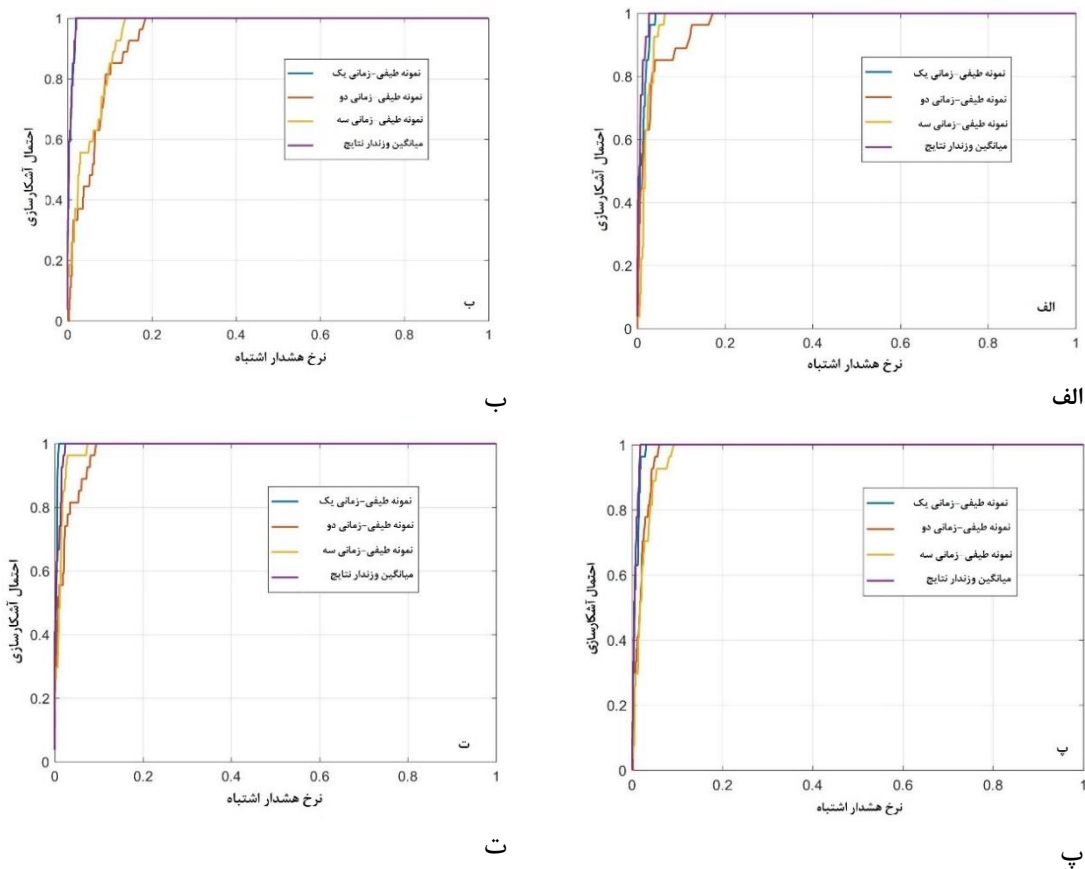 1
0.8
0.6
0.4
0.2
0
0 0.2 0.4 0.6 0.8 1
احتمال آشکارسازی
نرخ هشدار اشتباه
نمونه طیفی-زمانی یک
نمونه طیفی-زمانی دو
نمونه طیفی-زمانی سه
میانگین وزندار نتایج
الف
الف
1
0.8
0.6
0.4
0.2
0
0 0.2 0.4 0.6 0.8 1
احتمال آشکارسازی
نرخ هشدار اشتباه
نمونه طیفی-زمانی یک
نمونه طیفی-زمانی دو
نمونه طیفی-زمانی سه
میانگین وزندار نتایج
ب
ب
1
0.8
0.6
0.4
0.2
0
0 0.2 0.4 0.6 0.8 1
احتمال آشکارسازی
نرخ هشدار اشتباه
نمونه طیفی-زمانی یک
نمونه طیفی-زمانی دو
نمونه طیفی-زمانی سه
میانگین وزندار نتایج
پ
پ
1
0.8
0.6
0.4
0.2
0
0 0.2 0.4 0.6 0.8 1
احتمال آشکارسازی
نرخ هشدار اشتباه
نمونه طیفی-زمانی یک
نمونه طیفی-زمانی دو
نمونه طیفی-زمانی سه
میانگین وزندار نتایج
ت
ت